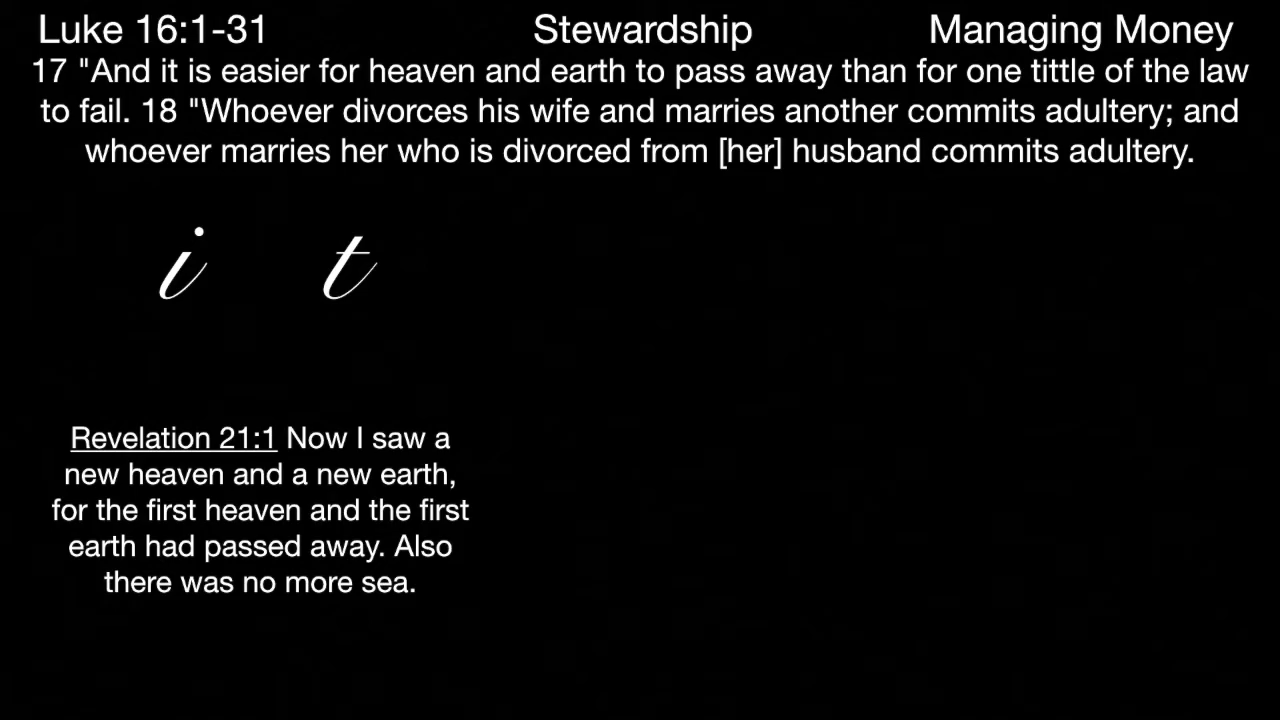 Luke 16:1-31 Stewardship Managing Money
17 "And it is easier for heaven and earth to pass away than for one tittle of the law
to fail. 18 "Whoever divorces his wife and marries another commits adultery; and
whoever marries her who is divorced from [her] husband commits adultery.
i t
Revelation 21:1 Now I saw a
new heaven and a new earth,
for the first heaven and the first
earth had passed away. Also
there was no more sea.